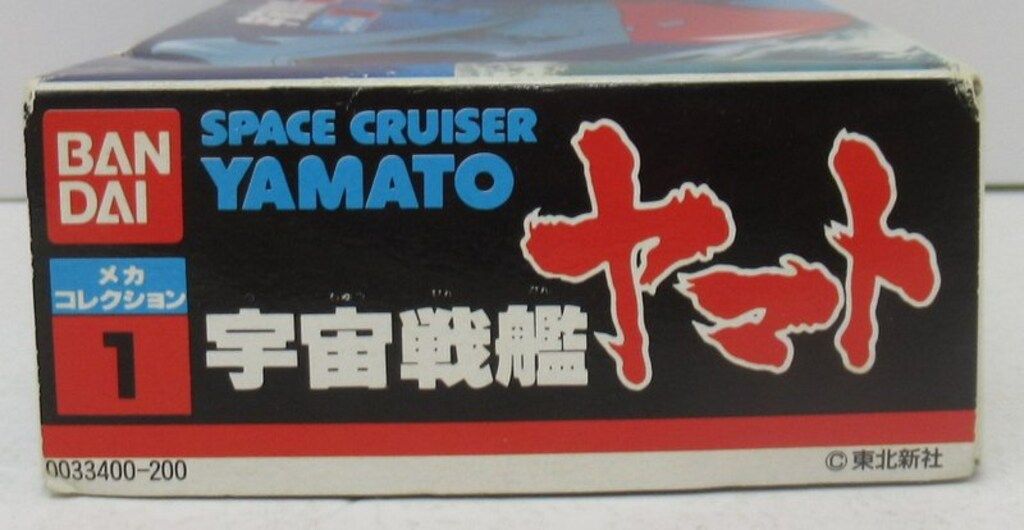 BAN
DAI
SPACE CRUISER
YAMATO
メカ
コレクション
1
宇宙戦艦
ヤマト
0033400-200
©東北新社